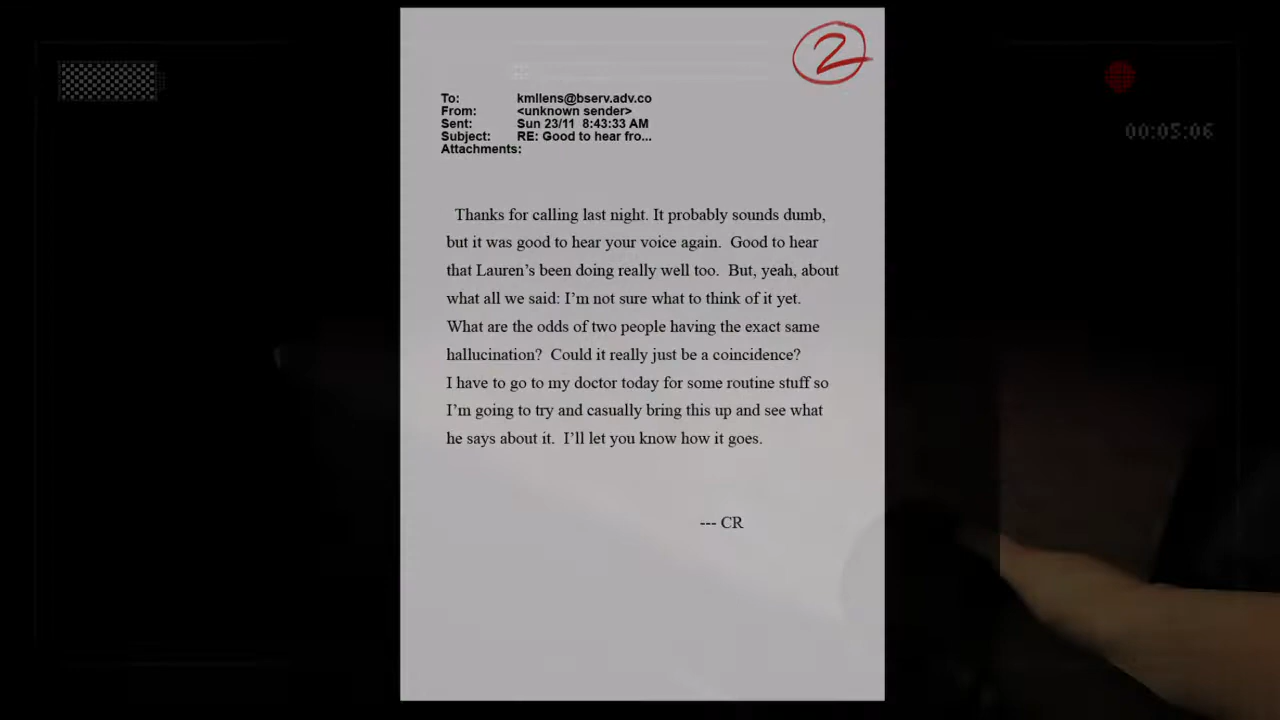 2
To: kmllens@bserv.adv.co
From: <unknown sender>
Sent: Sun 23/11 8:43:33 AM
Subject: RE: Good to hear fro...
Attachments:
00:05:06
Thanks for calling last night. It probably sounds dumb,
but it was good to hear your voice again. Good to hear
that Lauren's been doing really well too. But, yeah, about
what all we said: I'm not sure what to think of it yet.
What are the odds of two people having the exact same
hallucination? Could it really just be a coincidence?
I have to go to my doctor today for some routine stuff so
I'm going to try and casually bring this up and see what
he says about it. I'll let you know how it goes.
--- CR